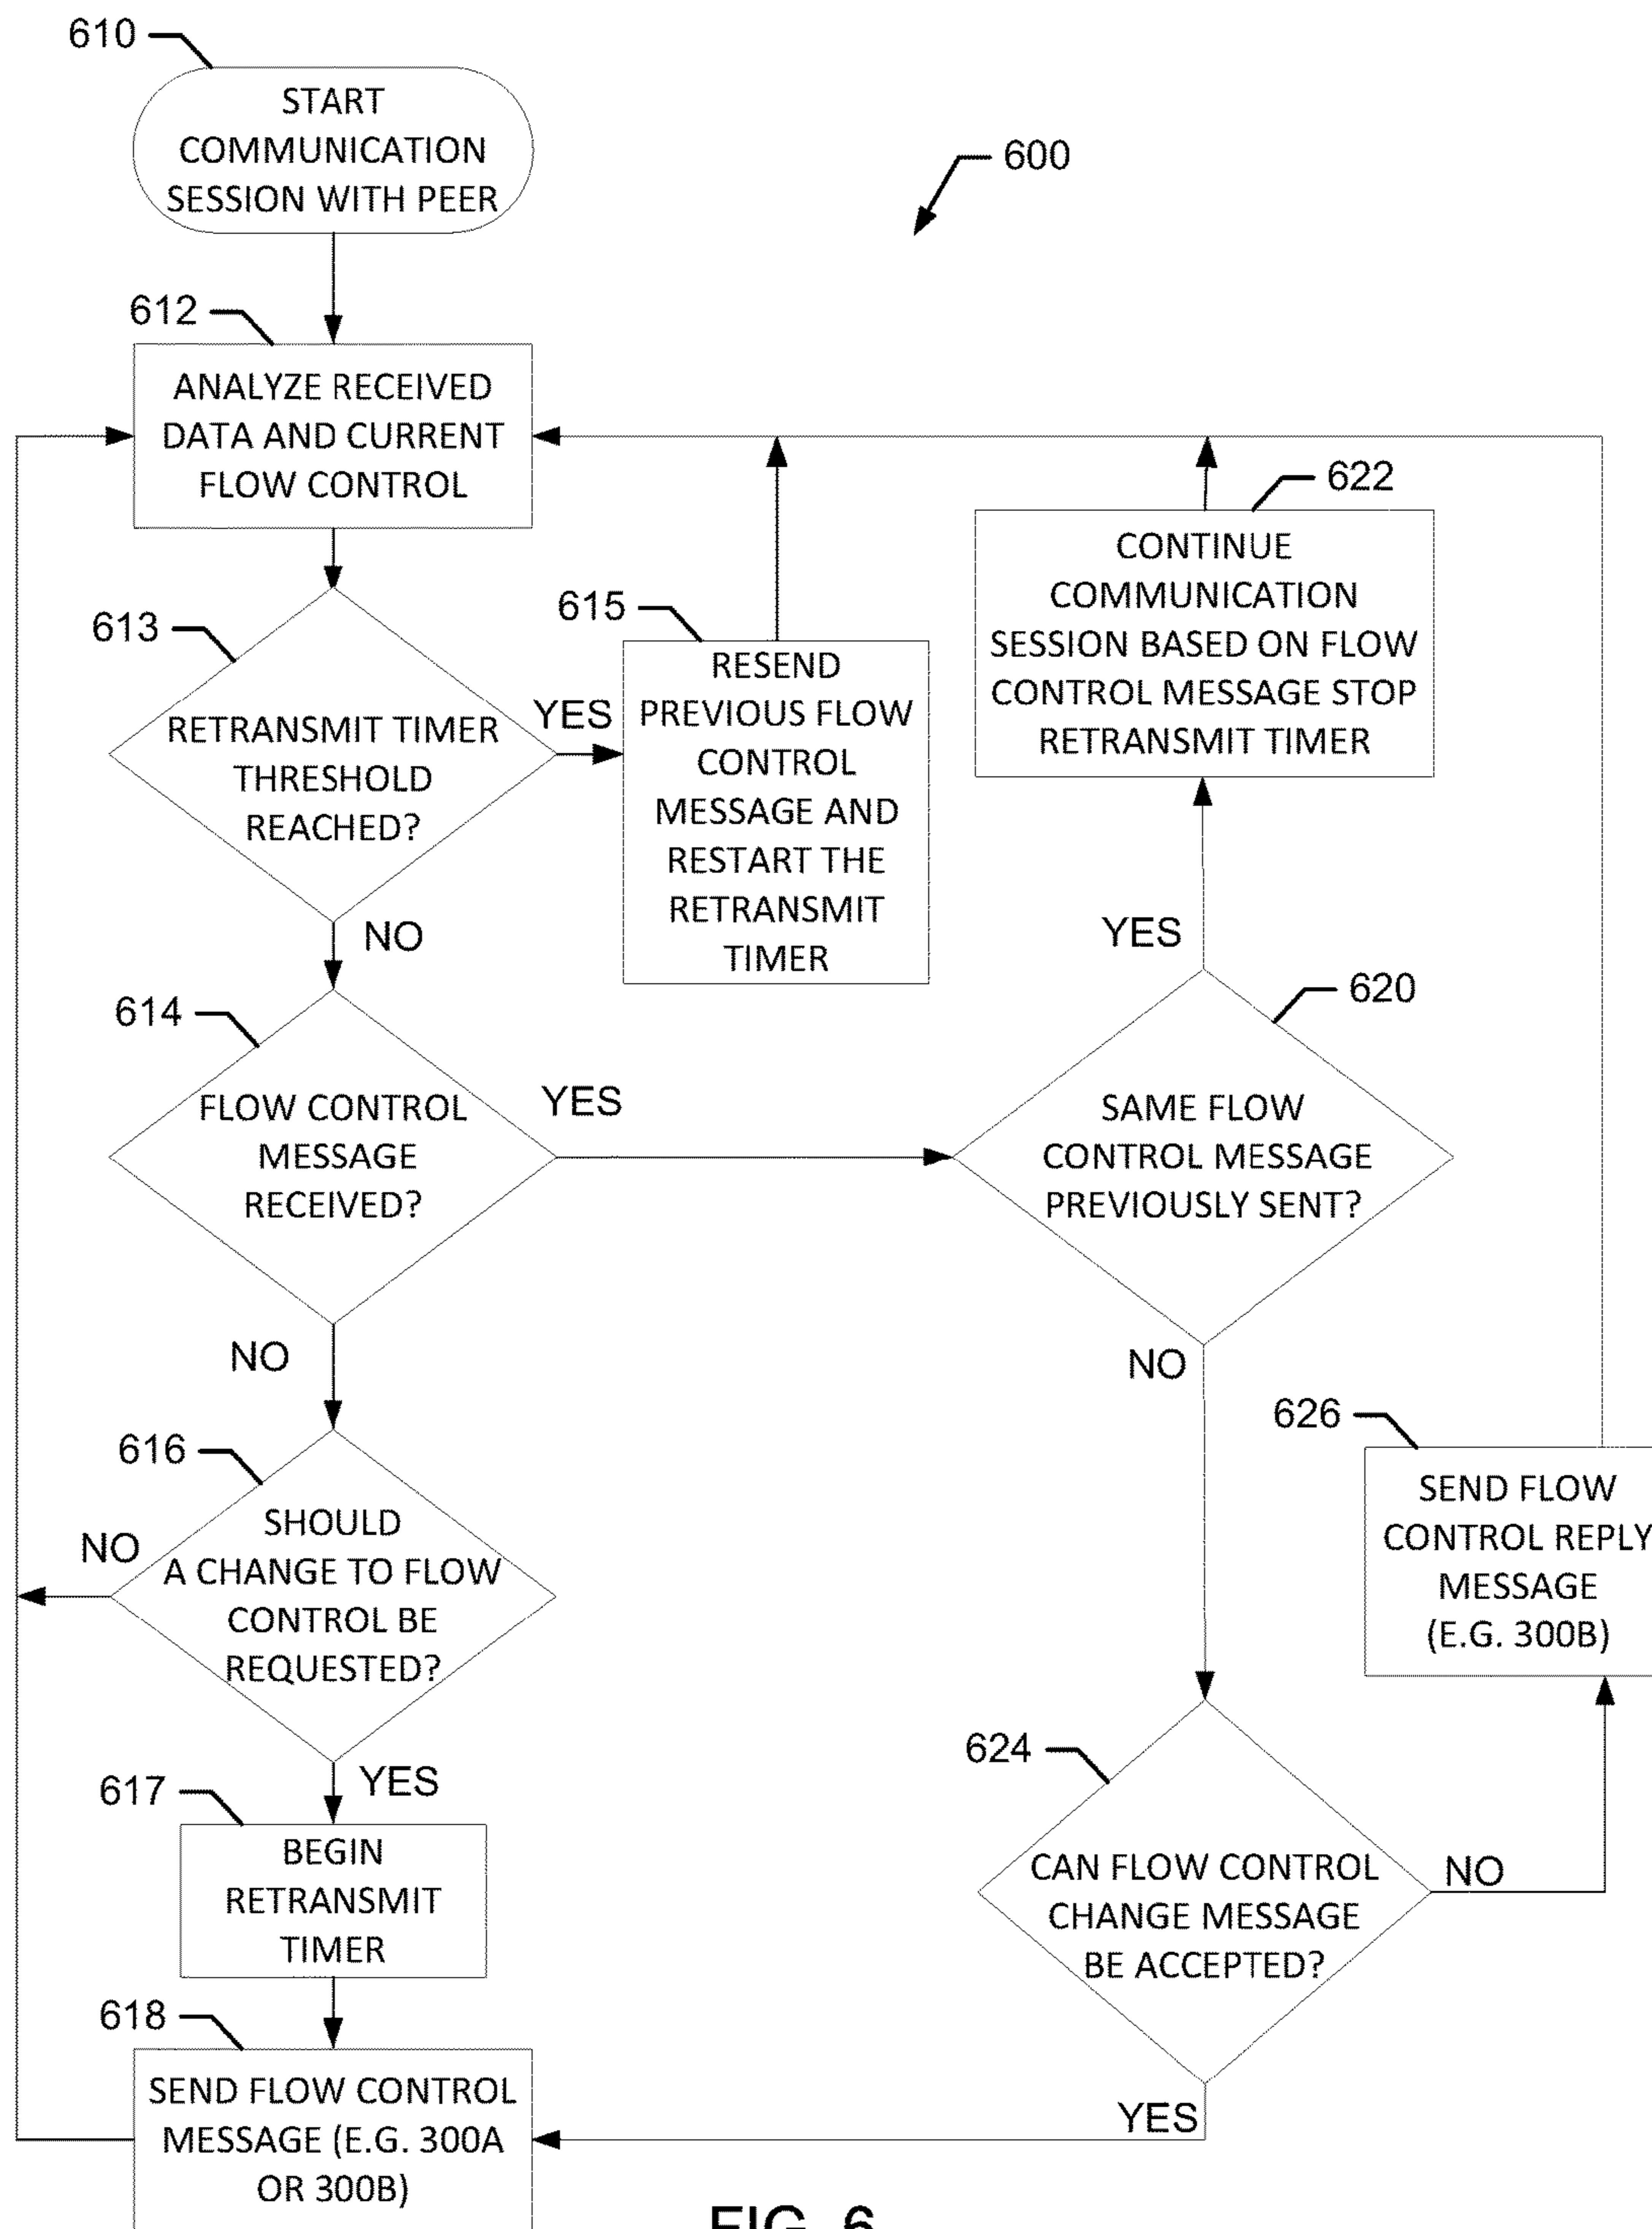 610
START
COMMUNICATION
SESSION WITH PEER
600
612
ANALYZE RECEIVED
DATA AND CURRENT
FLOW CONTROL
613
RETRANSMIT TIMER
THRESHOLD
REACHED?
YES
NO
615
RESEND
PREVIOUS FLOW
CONTROL
MESSAGE AND
RESTART THE
RETRANSMIT
TIMER
622
CONTINUE
COMMUNICATION
SESSION BASED ON FLOW
CONTROL MESSAGE STOP
RETRANSMIT TIMER
614
FLOW CONTROL
MESSAGE
RECEIVED?
YES
NO
YES
620
SAME FLOW
CONTROL MESSAGE
PREVIOUSLY SENT?
NO
616
SHOULD
A CHANGE TO FLOW
CONTROL BE
REQUESTED?
NO
YES
626
SEND FLOW
CONTROL REPLY
MESSAGE
(E.G. 300B)
617
BEGIN
RETRANSMIT
TIMER
624
CAN FLOW CONTROL
CHANGE MESSAGE
BE ACCEPTED?
NO
YES
618
SEND FLOW CONTROL
MESSAGE (E.G. 300A
OR 300B)
FIG. 6